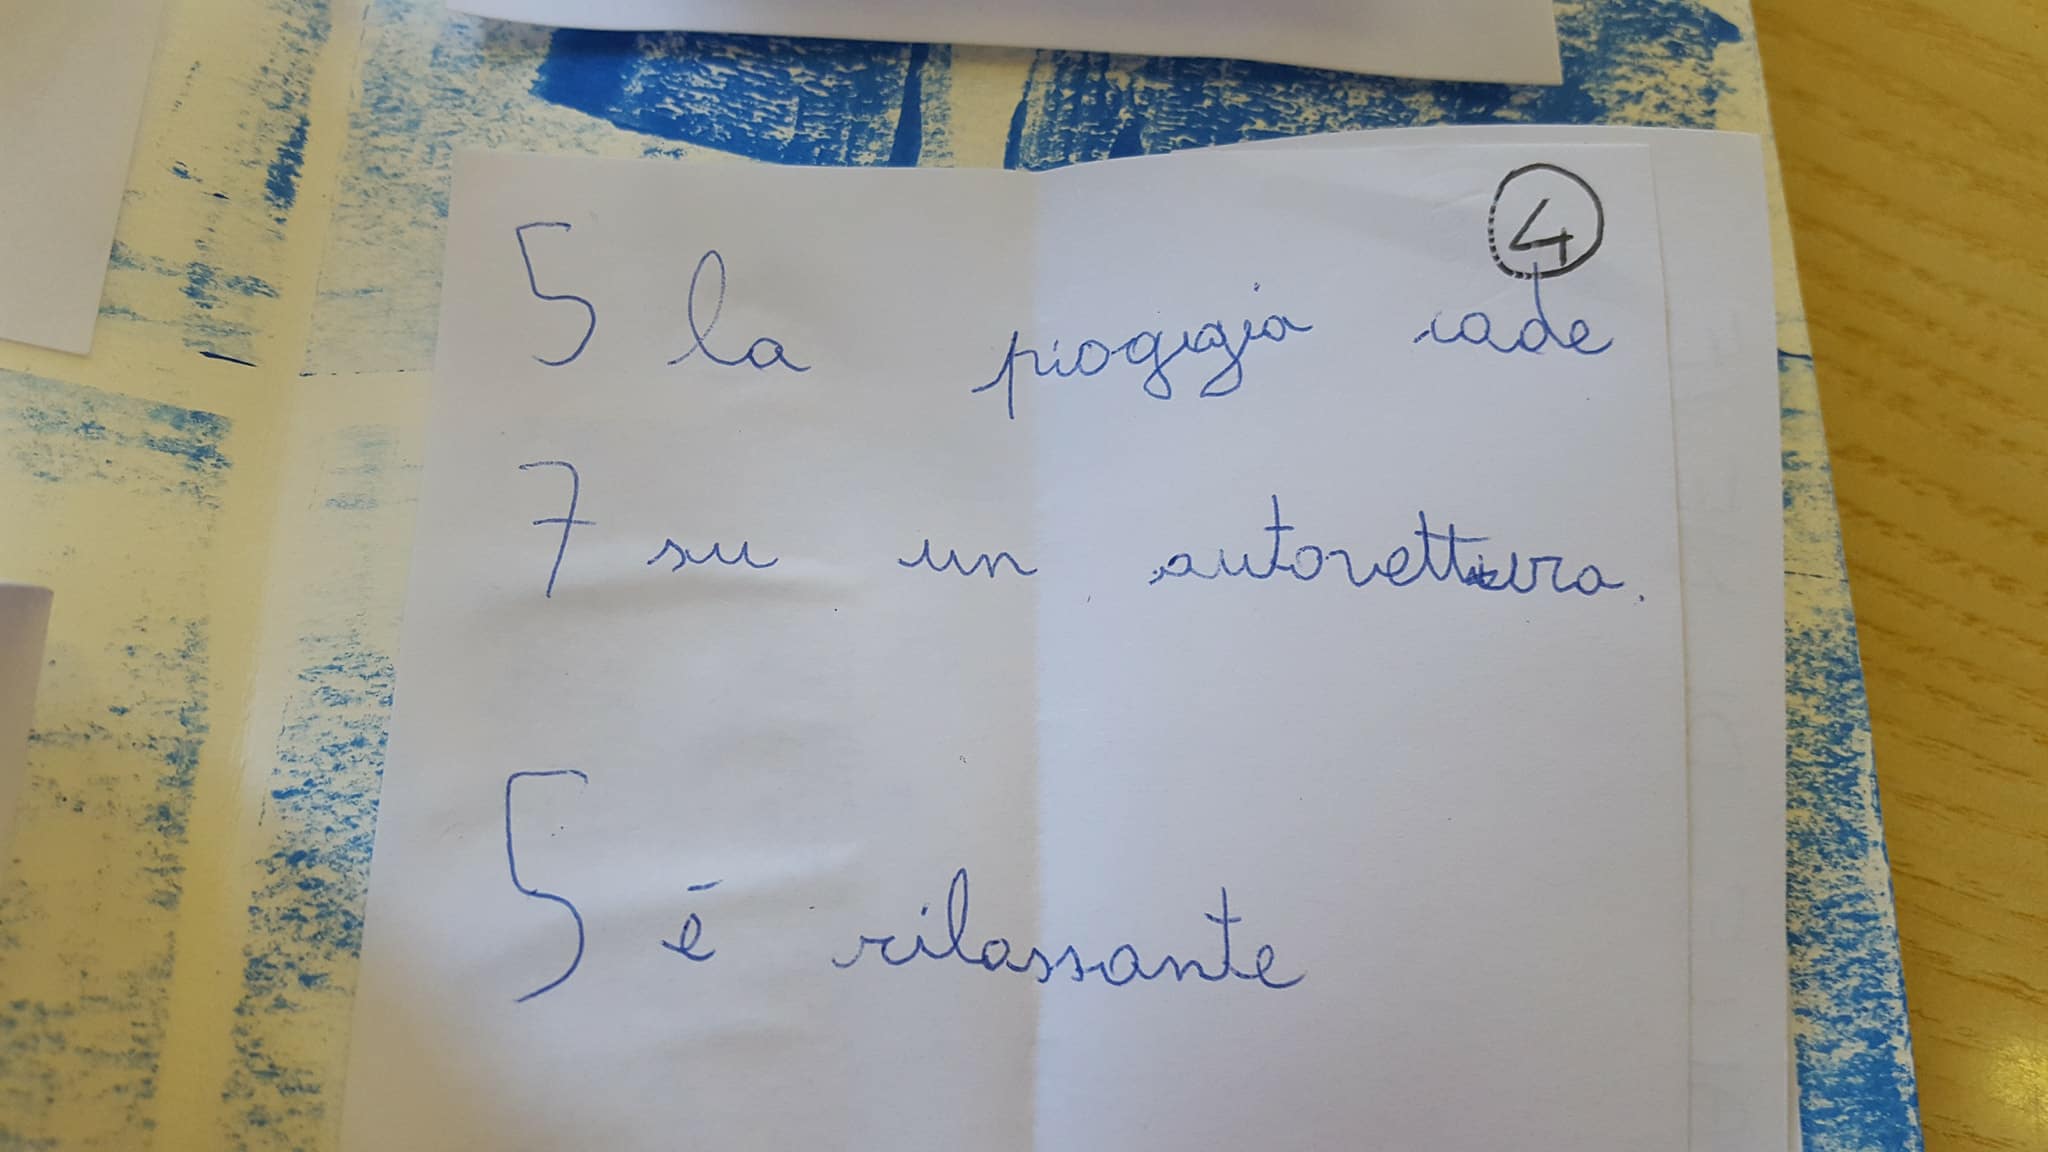 4
5 la pioggia cade
7 su un autovettura.
5 è rilassante